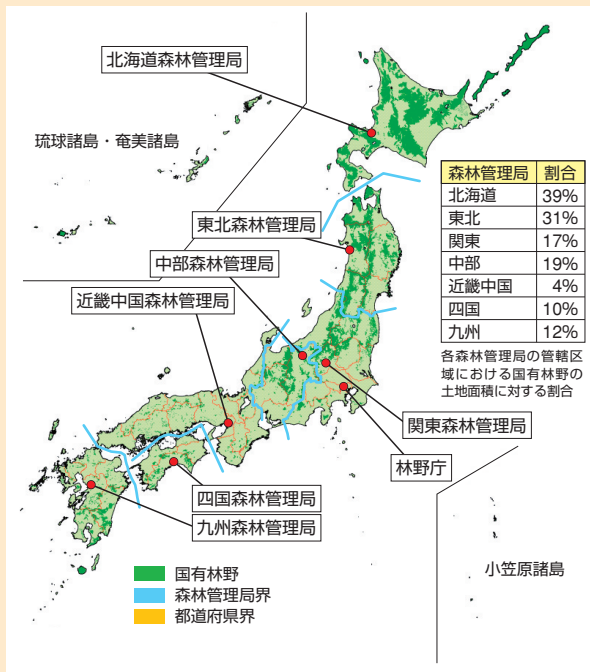 北海道森林管理局
琉球諸島・奄美諸島
森林管理局 割合
北海道 39%
東北 31%
関東 17%
中部 19%
近畿中国 4%
四国 10%
九州 12%
各森林管理局の管轄区
域における国有林野の
土地面積に対する割合
東北森林管理局
中部森林管理局
近畿中国森林管理局
関東森林管理局
林野庁
四国森林管理局
九州森林管理局
小笠原諸島
国有林野
森林管理局界
都道府県界